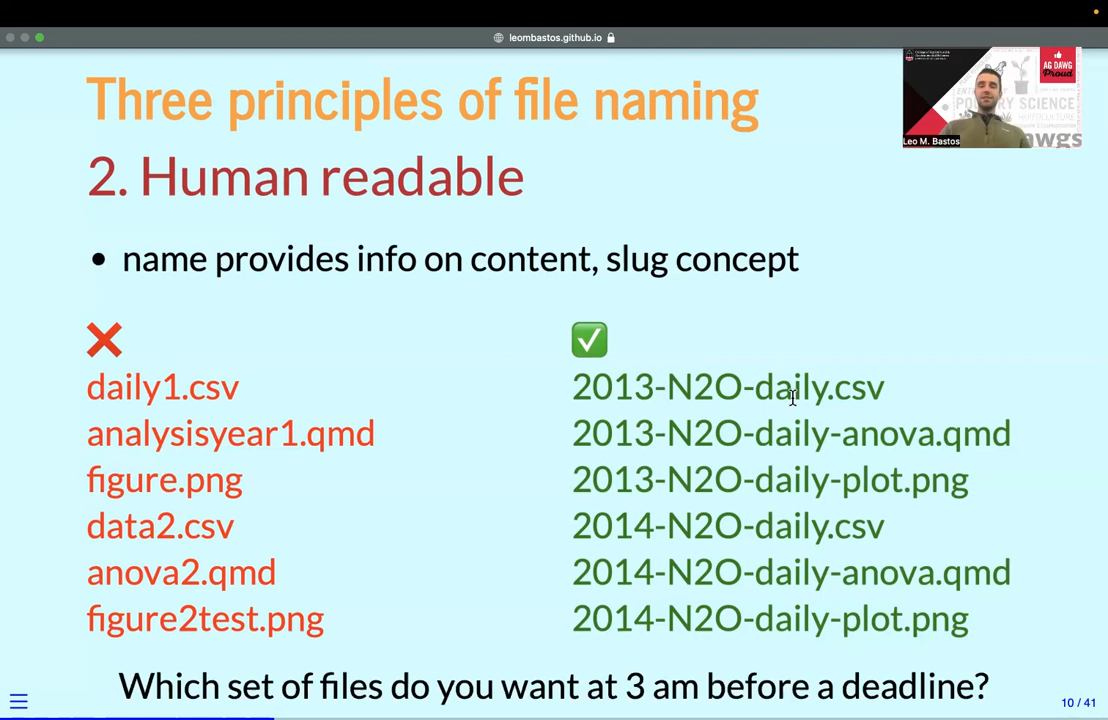 leombastos.github.io
Three principles of file naming
2. Human readable
• name provides info on content, slug concept
❌
daily1.csv
analysisyear1.qmd
figure.png
data2.csv
anova2.qmd
figure2test.png
✅
2013-N2O-daily.csv
2013-N2O-daily-anova.qmd
2013-N2O-daily-plot.png
2014-N2O-daily.csv
2014-N2O-daily-anova.qmd
2014-N2O-daily-plot.png
Which set of files do you want at 3 am before a deadline?
10 / 41
AG DAWG
Proud
SCIENCE
Leo M. Bastos